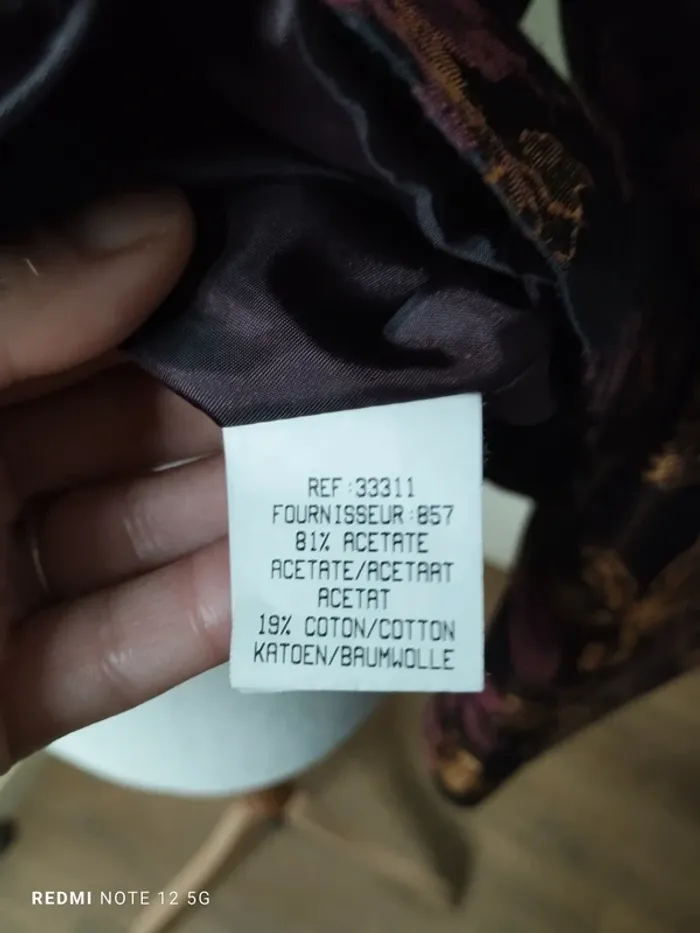 REF:33311
FOURNISSEUR:857
81% ACETATE
ACETATE/ACETAAT
ACETAT
19% COTON/COTTON
KATOEN/BAUMWOLLE
REDMI NOTE 12 5G